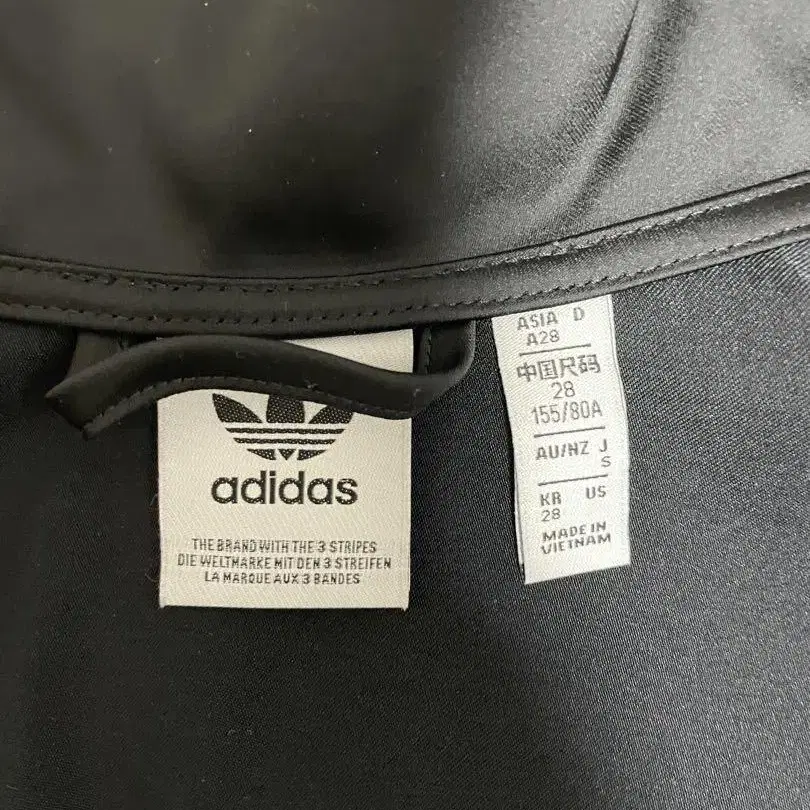 adidas
THE BRAND WITH THE 3 STRIPES
DIE WELTMARKE MIT DEN 3 STREIFEN
LA MARQUE AUX 3 BANDES
ASIA D
A28
中国尺码
28
155/80A
AU/NZ J
S
KR US
28
MADE IN
VIETNAM